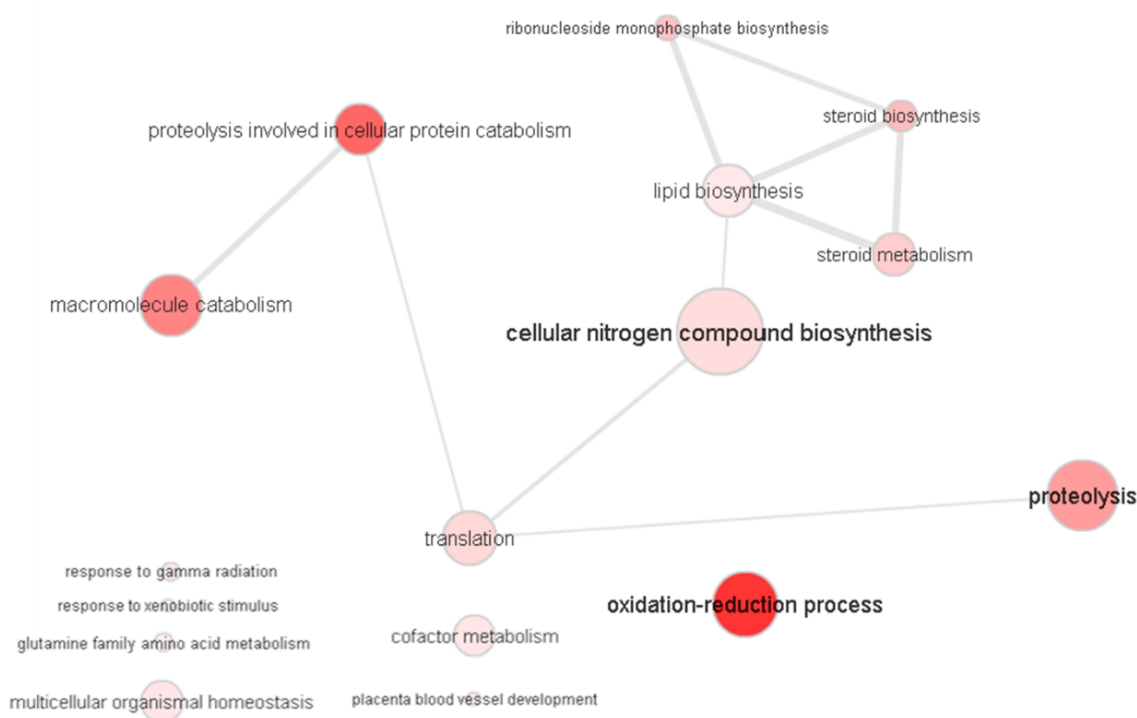 ribonucleoside monophosphate biosynthesis
steroid biosynthesis
proteolysis involved in cellular protein catabolism
lipid biosynthesis
steroid metabolism
macromolecule catabolism
cellular nitrogen compound biosynthesis
proteolysis
translation
response to gamma radiation
response to xenobiotic stimulus
oxidation-reduction process
cofactor metabolism
glutamine family amino acid metabolism
placenta blood vessel development
multicellular organismal homeostasis